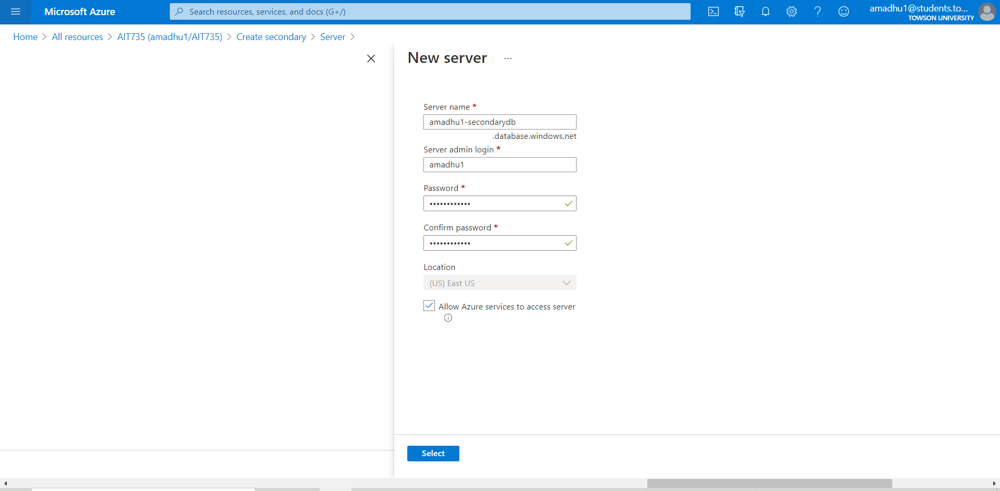 Microsoft Azure
Search resources, services, and docs (G+/)
amadhu1@students.to...
TOWSON UNIVERSITY
Home > All resources > AIT735 (amadhu1/AIT735) > Create secondary > Server >
New server ...
Server name *
amadhu1-secondarydb
.database.windows.net
Server admin login *
amadhu1
Password *
••••••••••••
Confirm password *
••••••••••••
Location
(US) East US
Allow Azure services to access server
Select